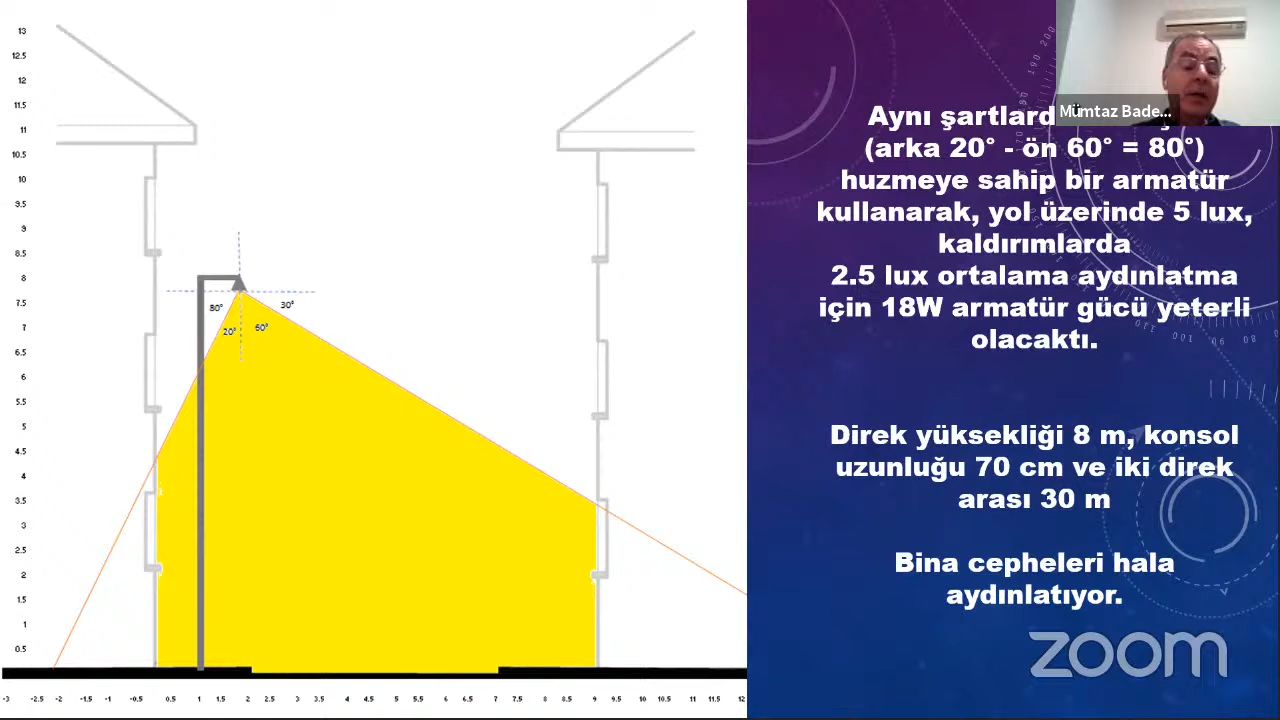 13
12.5
12
11.5
11
10.5
10
9.5
9
8.5
8
7.5
7
6.5
6
5.5
5
4.5
4
3.5
3
2.5
2
1.5
1
0.5
-3 -2.5 -2 -1.5 -1 -0.5 0.5 1 1.5 2 2.5 3 3.5 4 4.5 5 5.5 6 6.5 7 7.5 8 8.5 9 9.5 10 10.5 11 11.5 12
80° 30°
20° 60°
Mümtaz Bade...
Aynı şartlard
(arka 20° - ön 60° = 80°)
huzmeye sahip bir armatür
kullanarak, yol üzerinde 5 lux,
kaldırımlarda
2.5 lux ortalama aydınlatma
için 18W armatür gücü yeterli
olacaktı.
Direk yüksekliği 8 m, konsol
uzunluğu 70 cm ve iki direk
arası 30 m
Bina cepheleri hala
aydınlatıyor.
zoom